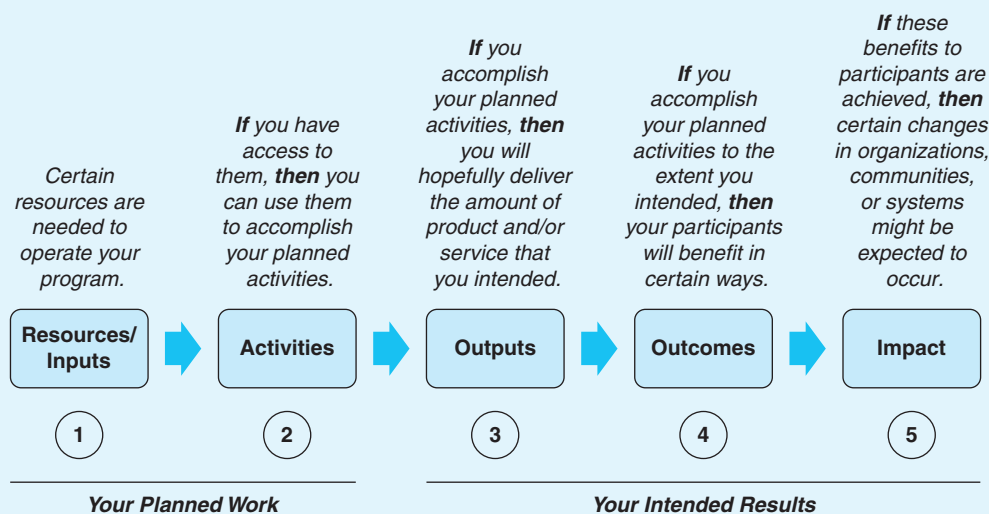 Certain
resources are
needed to
operate your
program.
If you have
access to
them, then you
can use them
to accomplish
your planned
activities.
If you
accomplish
your planned
activities, then
you will
hopefully deliver
the amount of
product and/or
service that
you intended.
If you
accomplish
your planned
activities to the
extent you
intended, then
your participants
will benefit in
certain ways.
If these
benefits to
participants are
achieved, then
certain changes
in organizations,
communities,
or systems
might be
expected to
occur.
Resources/
Inputs
Activities
Outputs
Outcomes
Impact
1
2
3
4
5
Your Planned Work
Your Intended Results